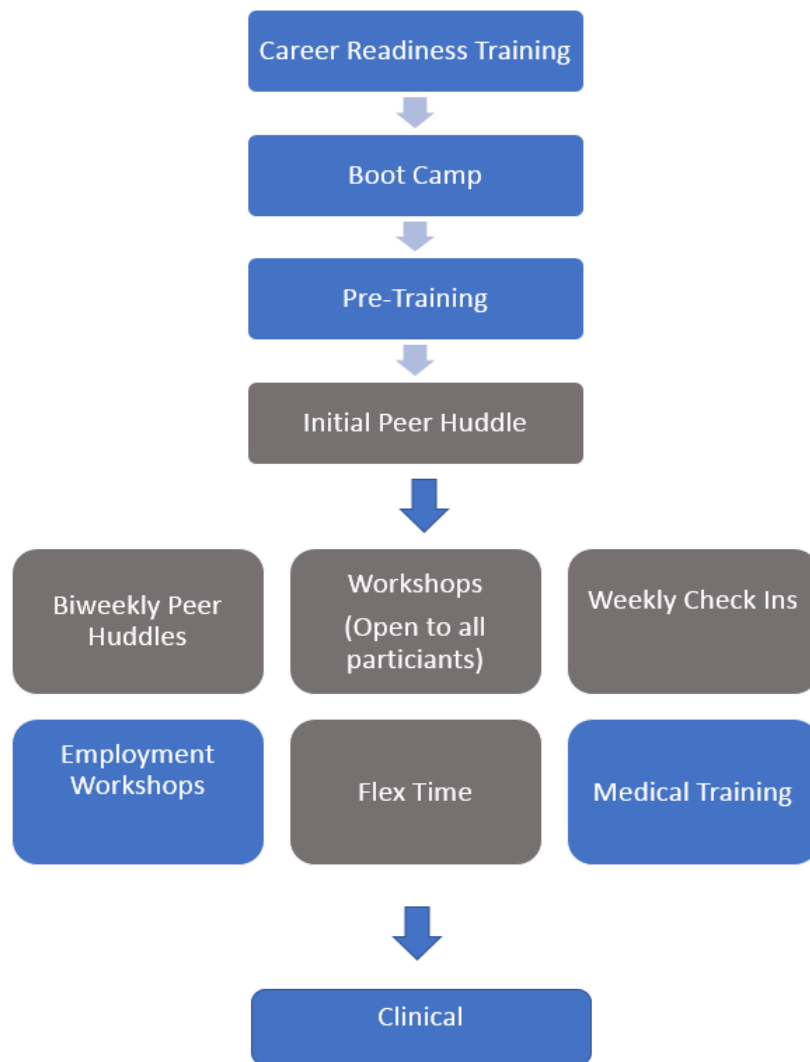 Career Readiness Training
Boot Camp
Pre-Training
Initial Peer Huddle
Biweekly Peer
Huddles
Workshops
(Open to all
particiants)
Weekly Check Ins
Employment
Workshops
Flex Time
Medical Training
Clinical